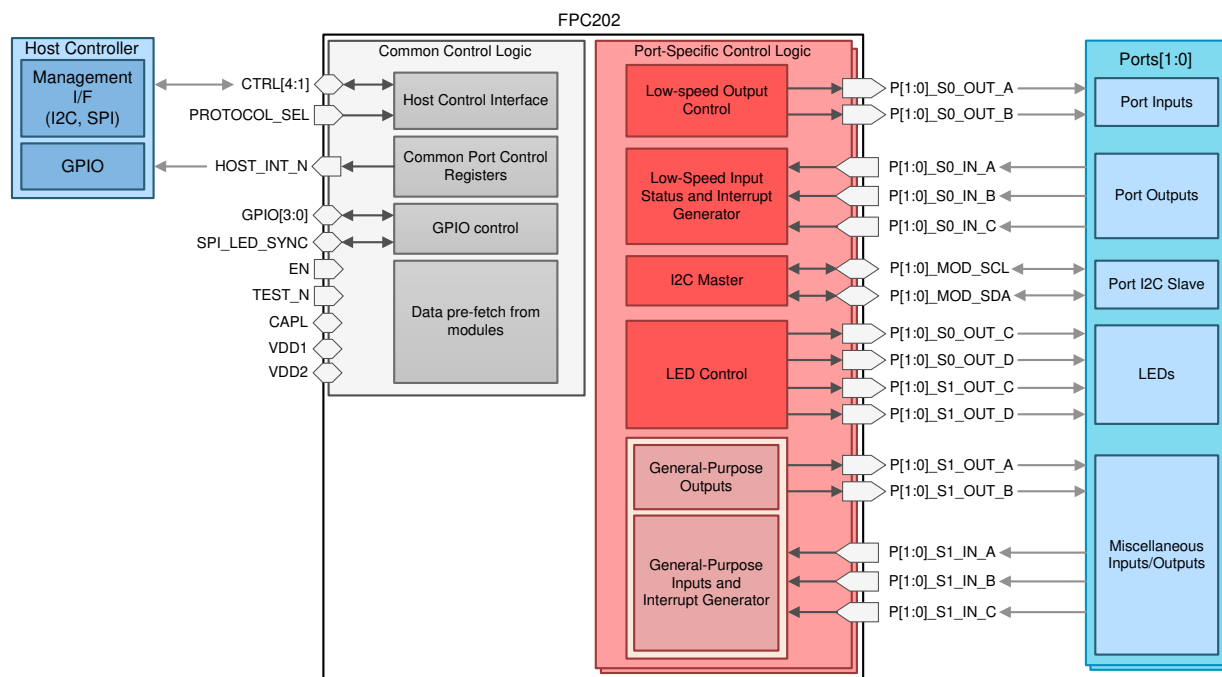 FPC202
Host Controller
Management
I/F
(I2C, SPI)
GPIO
CTRL[4:1]
PROTOCOL_SEL
HOST_INT_N
GPIO[3:0]
SPI_LED_SYNC
EN
TEST_N
CAPL
VDD1
VDD2
Common Control Logic
Host Control Interface
Common Port Control
Registers
GPIO control
Data pre-fetch from
modules
Port-Specific Control Logic
Low-speed Output
Control
Low-Speed Input
Status and Interrupt
Generator
I2C Master
LED Control
General-Purpose
Outputs
General-Purpose
Inputs and
Interrupt Generator
P[1:0]_S0_OUT_A
P[1:0]_S0_OUT_B
P[1:0]_S0_IN_A
P[1:0]_S0_IN_B
P[1:0]_S0_IN_C
P[1:0]_MOD_SCL
P[1:0]_MOD_SDA
P[1:0]_S0_OUT_C
P[1:0]_S0_OUT_D
P[1:0]_S1_OUT_C
P[1:0]_S1_OUT_D
P[1:0]_S1_OUT_A
P[1:0]_S1_OUT_B
P[1:0]_S1_IN_A
P[1:0]_S1_IN_B
P[1:0]_S1_IN_C
Ports[1:0]
Port Inputs
Port Outputs
Port I2C Slave
LEDs
Miscellaneous
Inputs/Outputs